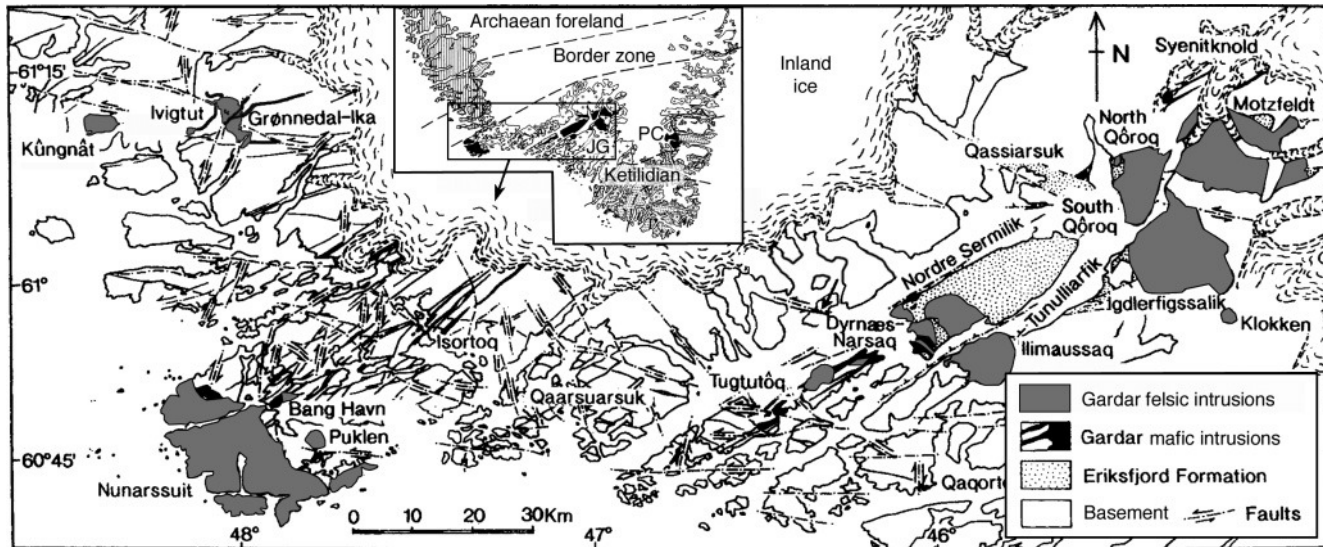 Archaean foreland
Border zone
Inland
ice
N
Syenitknold
Motzfeldt
North
Qôroq
61°15'
Ivigtut
Grønnedal-Ika
Kûngnât
PC
JG
Ketilidian
Qassiarsuk
South
Qôroq
Nordre Sermilik
Tunulliarfik
Igdlerfigssalik
Klokken
61°
Isortoq
Dyrnæs-
Narsaq
Ilimaussaq
Tugtutôq
Qaarsuarsuk
Bang Havn
Puklen
60°45'
Nunarssuit
Qaqorto
0 10 20 30Km
48°
47°
46°
Gardar felsic intrusions
Gardar mafic intrusions
Eriksfjord Formation
Basement
Faults